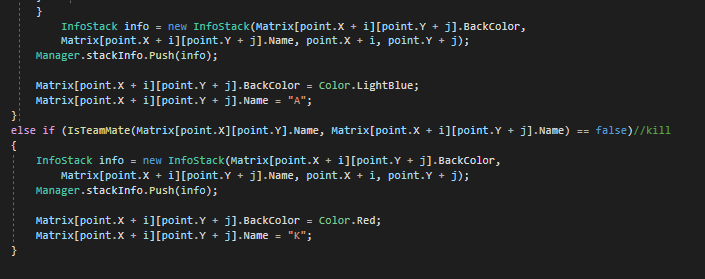 }
InfoStack info = new InfoStack(Matrix[point.X + i][point.Y + j].BackColor,
Matrix[point.X + i][point.Y + j].Name, point.X + i, point.Y + j);
Manager.stackInfo.Push(info);
Matrix[point.X + i][point.Y + j].BackColor = Color.LightBlue;
Matrix[point.X + i][point.Y + j].Name = "A";
}
else if (IsTeamMate(Matrix[point.X][point.Y].Name, Matrix[point.X + i][point.Y + j].Name) == false)//kill
{
InfoStack info = new InfoStack(Matrix[point.X + i][point.Y + j].BackColor,
Matrix[point.X + i][point.Y + j].Name, point.X + i, point.Y + j);
Manager.stackInfo.Push(info);
Matrix[point.X + i][point.Y + j].BackColor = Color.Red;
Matrix[point.X + i][point.Y + j].Name = "K";
}